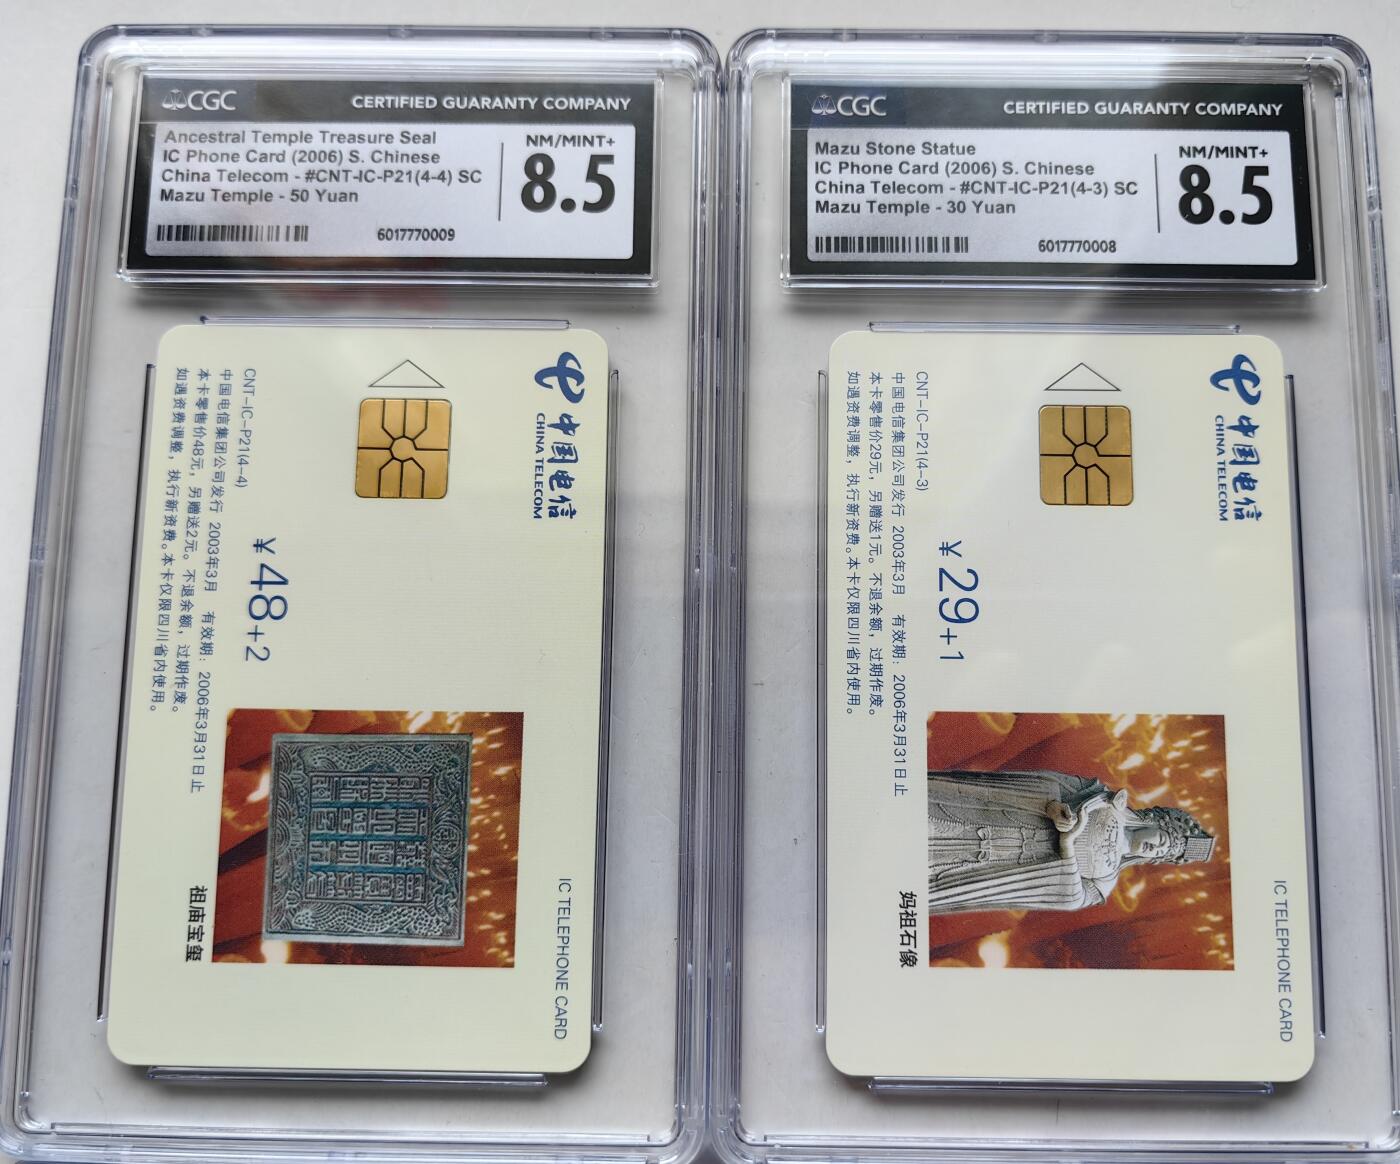 CGC CERTIFIED GUARANTY COMPANY
Ancestral Temple Treasure Seal
IC Phone Card (2006) S. Chinese
China Telecom - #CNT-IC-P21(4-4) SC
Mazu Temple - 50 Yuan
NM/MINT+
8.5
6017770009
中国电信
CHINA TELECOM
IC TELEPHONE CARD
¥48+2
CNT-IC-P21(4-4)
中国电信集团公司发行 2003年3月 有效期：2006年3月31日止
本卡零售价48元，另赠送2元。不退余额，过期作废。
如遇资费调整，执行新资费。本卡仅限四川省内使用。
祖庙宝玺
CGC CERTIFIED GUARANTY COMPANY
Mazu Stone Statue
IC Phone Card (2006) S. Chinese
China Telecom - #CNT-IC-P21(4-3) SC
Mazu Temple - 30 Yuan
NM/MINT+
8.5
6017770008
中国电信
CHINA TELECOM
IC TELEPHONE CARD
¥29+1
CNT-IC-P21(4-3)
中国电信集团公司发行 2003年3月 有效期：2006年3月31日止
本卡零售价29元，另赠送1元。不退余额，过期作废。
如遇资费调整，执行新资费。本卡仅限四川省内使用。
妈祖石像